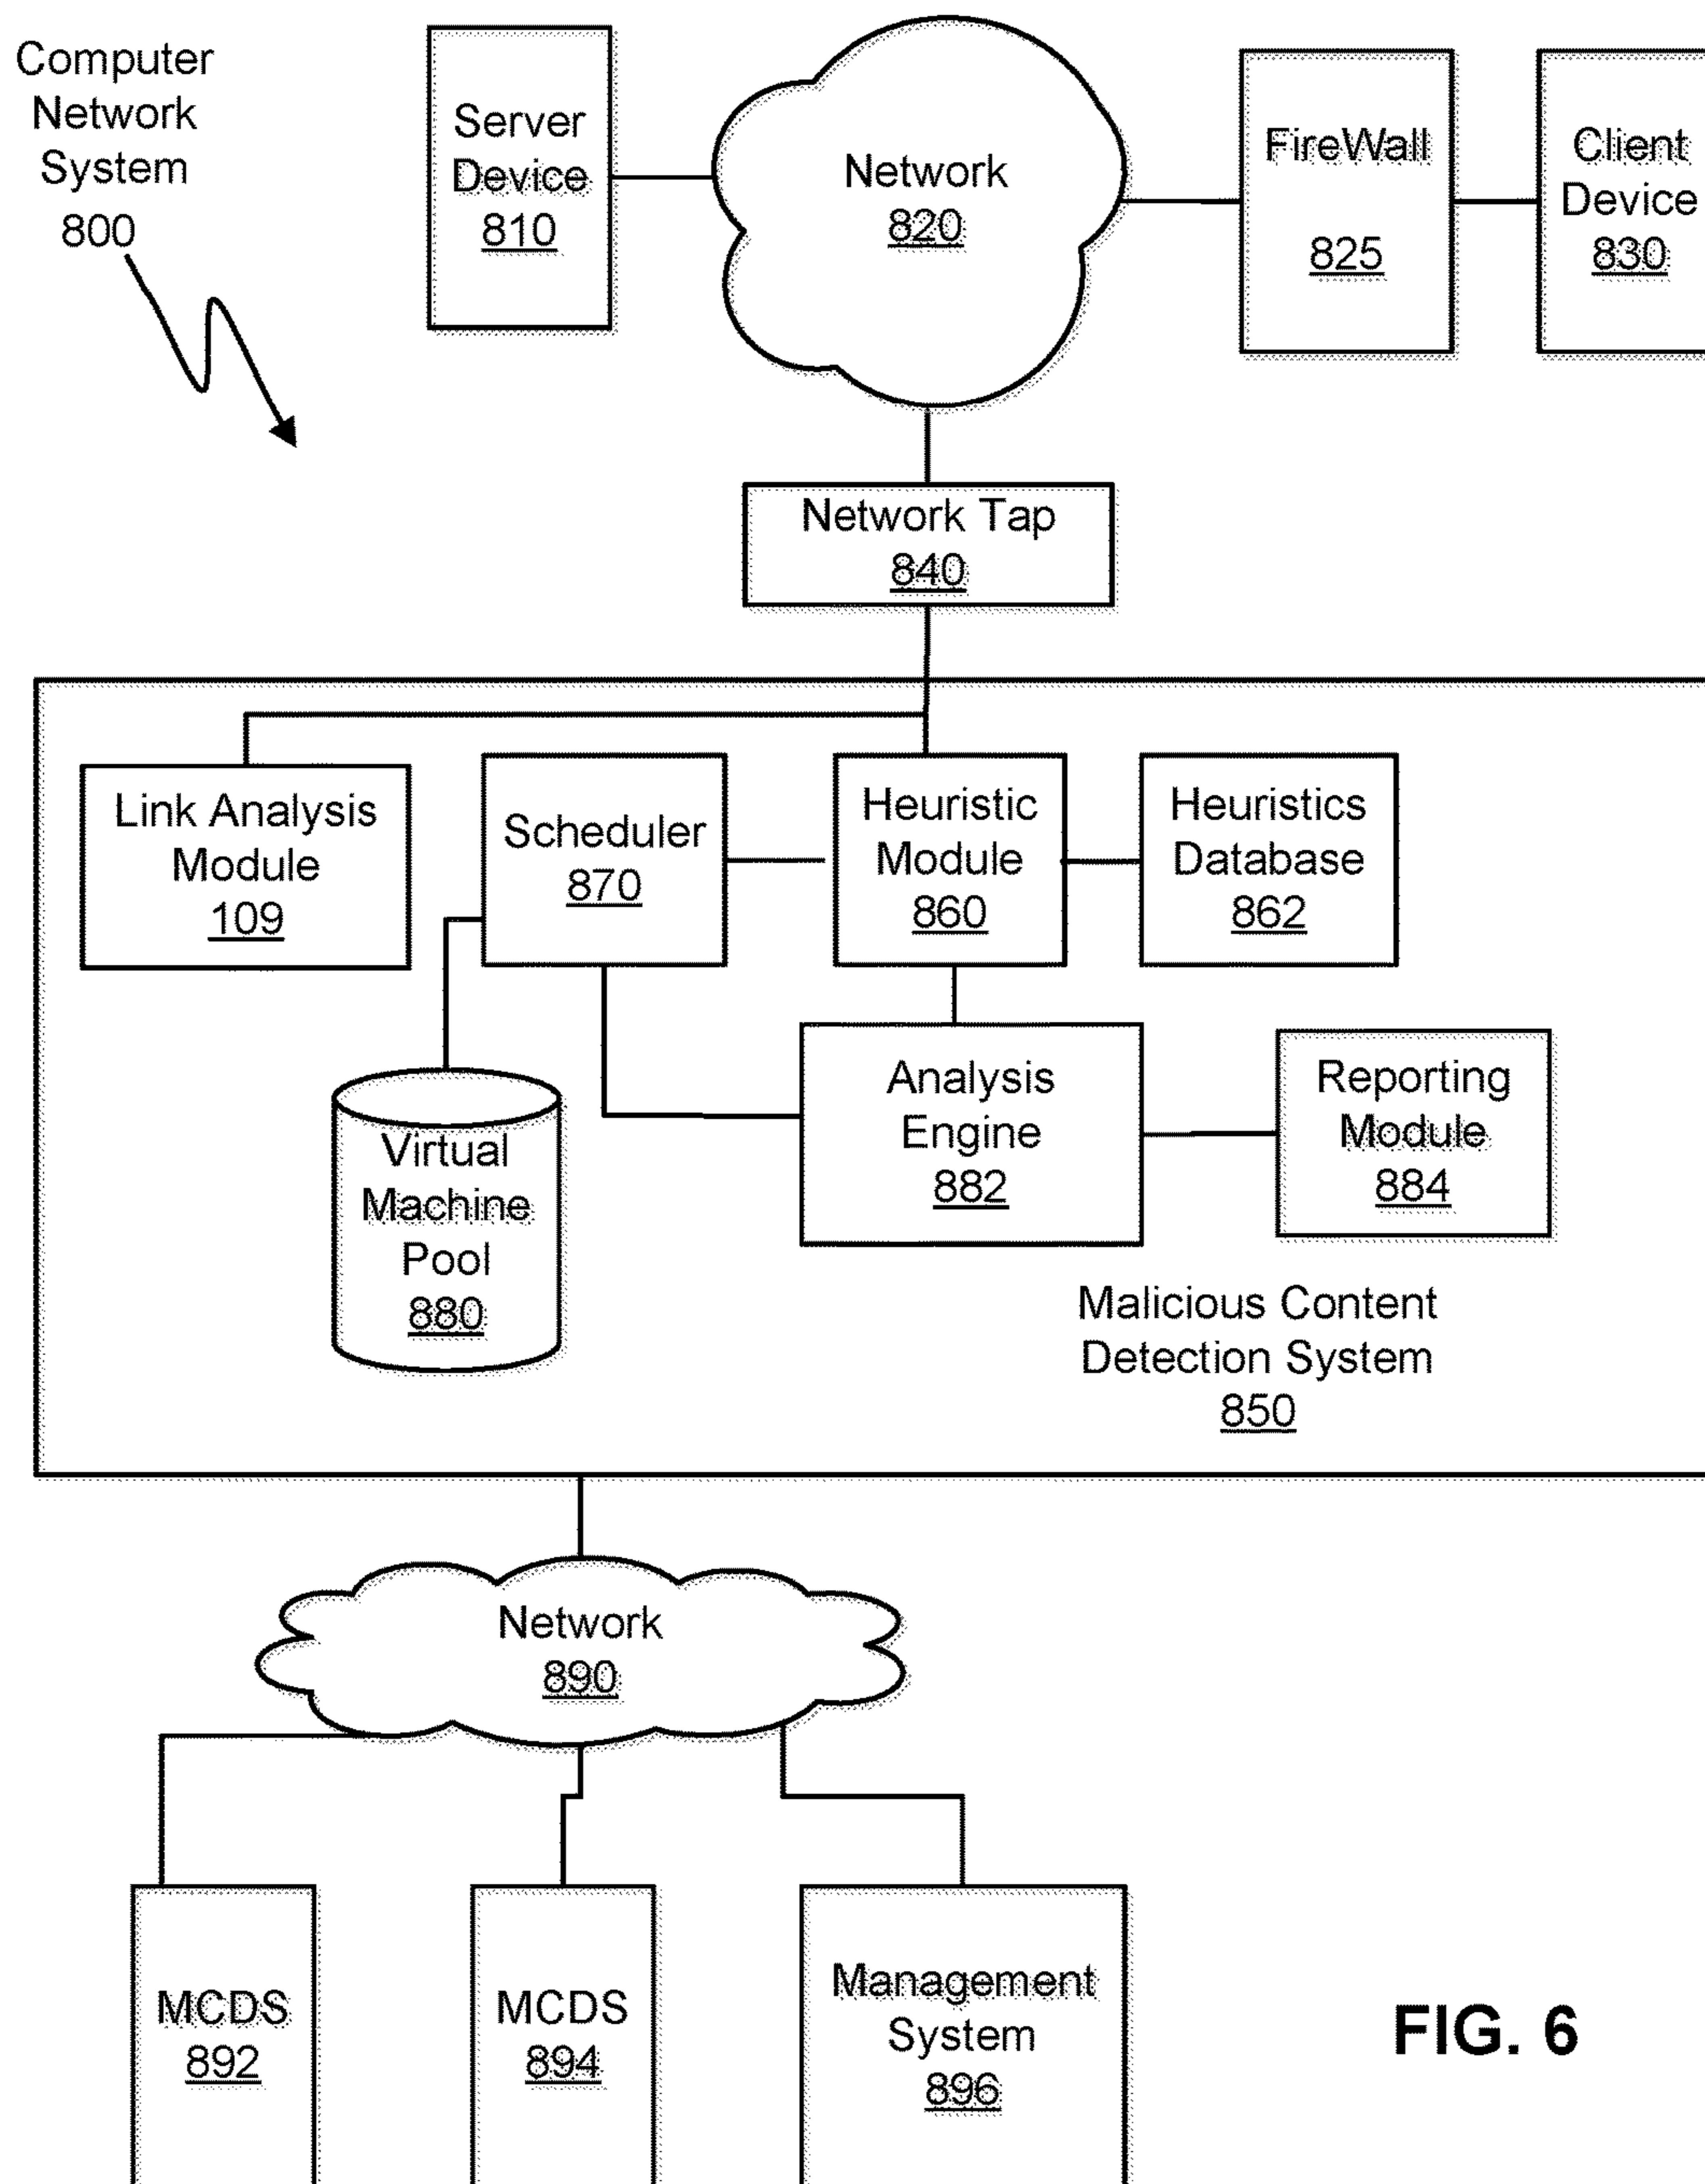 Computer
Network
System
800
Server
Device
810
Network
820
FireWall
825
Client
Device
830
Network Tap
840
Link Analysis
Module
109
Scheduler
870
Heuristic
Module
860
Heuristics
Database
862
Virtual
Machine
Pool
880
Analysis
Engine
882
Reporting
Module
884
Malicious Content
Detection System
850
Network
890
MCDS
892
MCDS
894
Management
System
896
FIG. 6